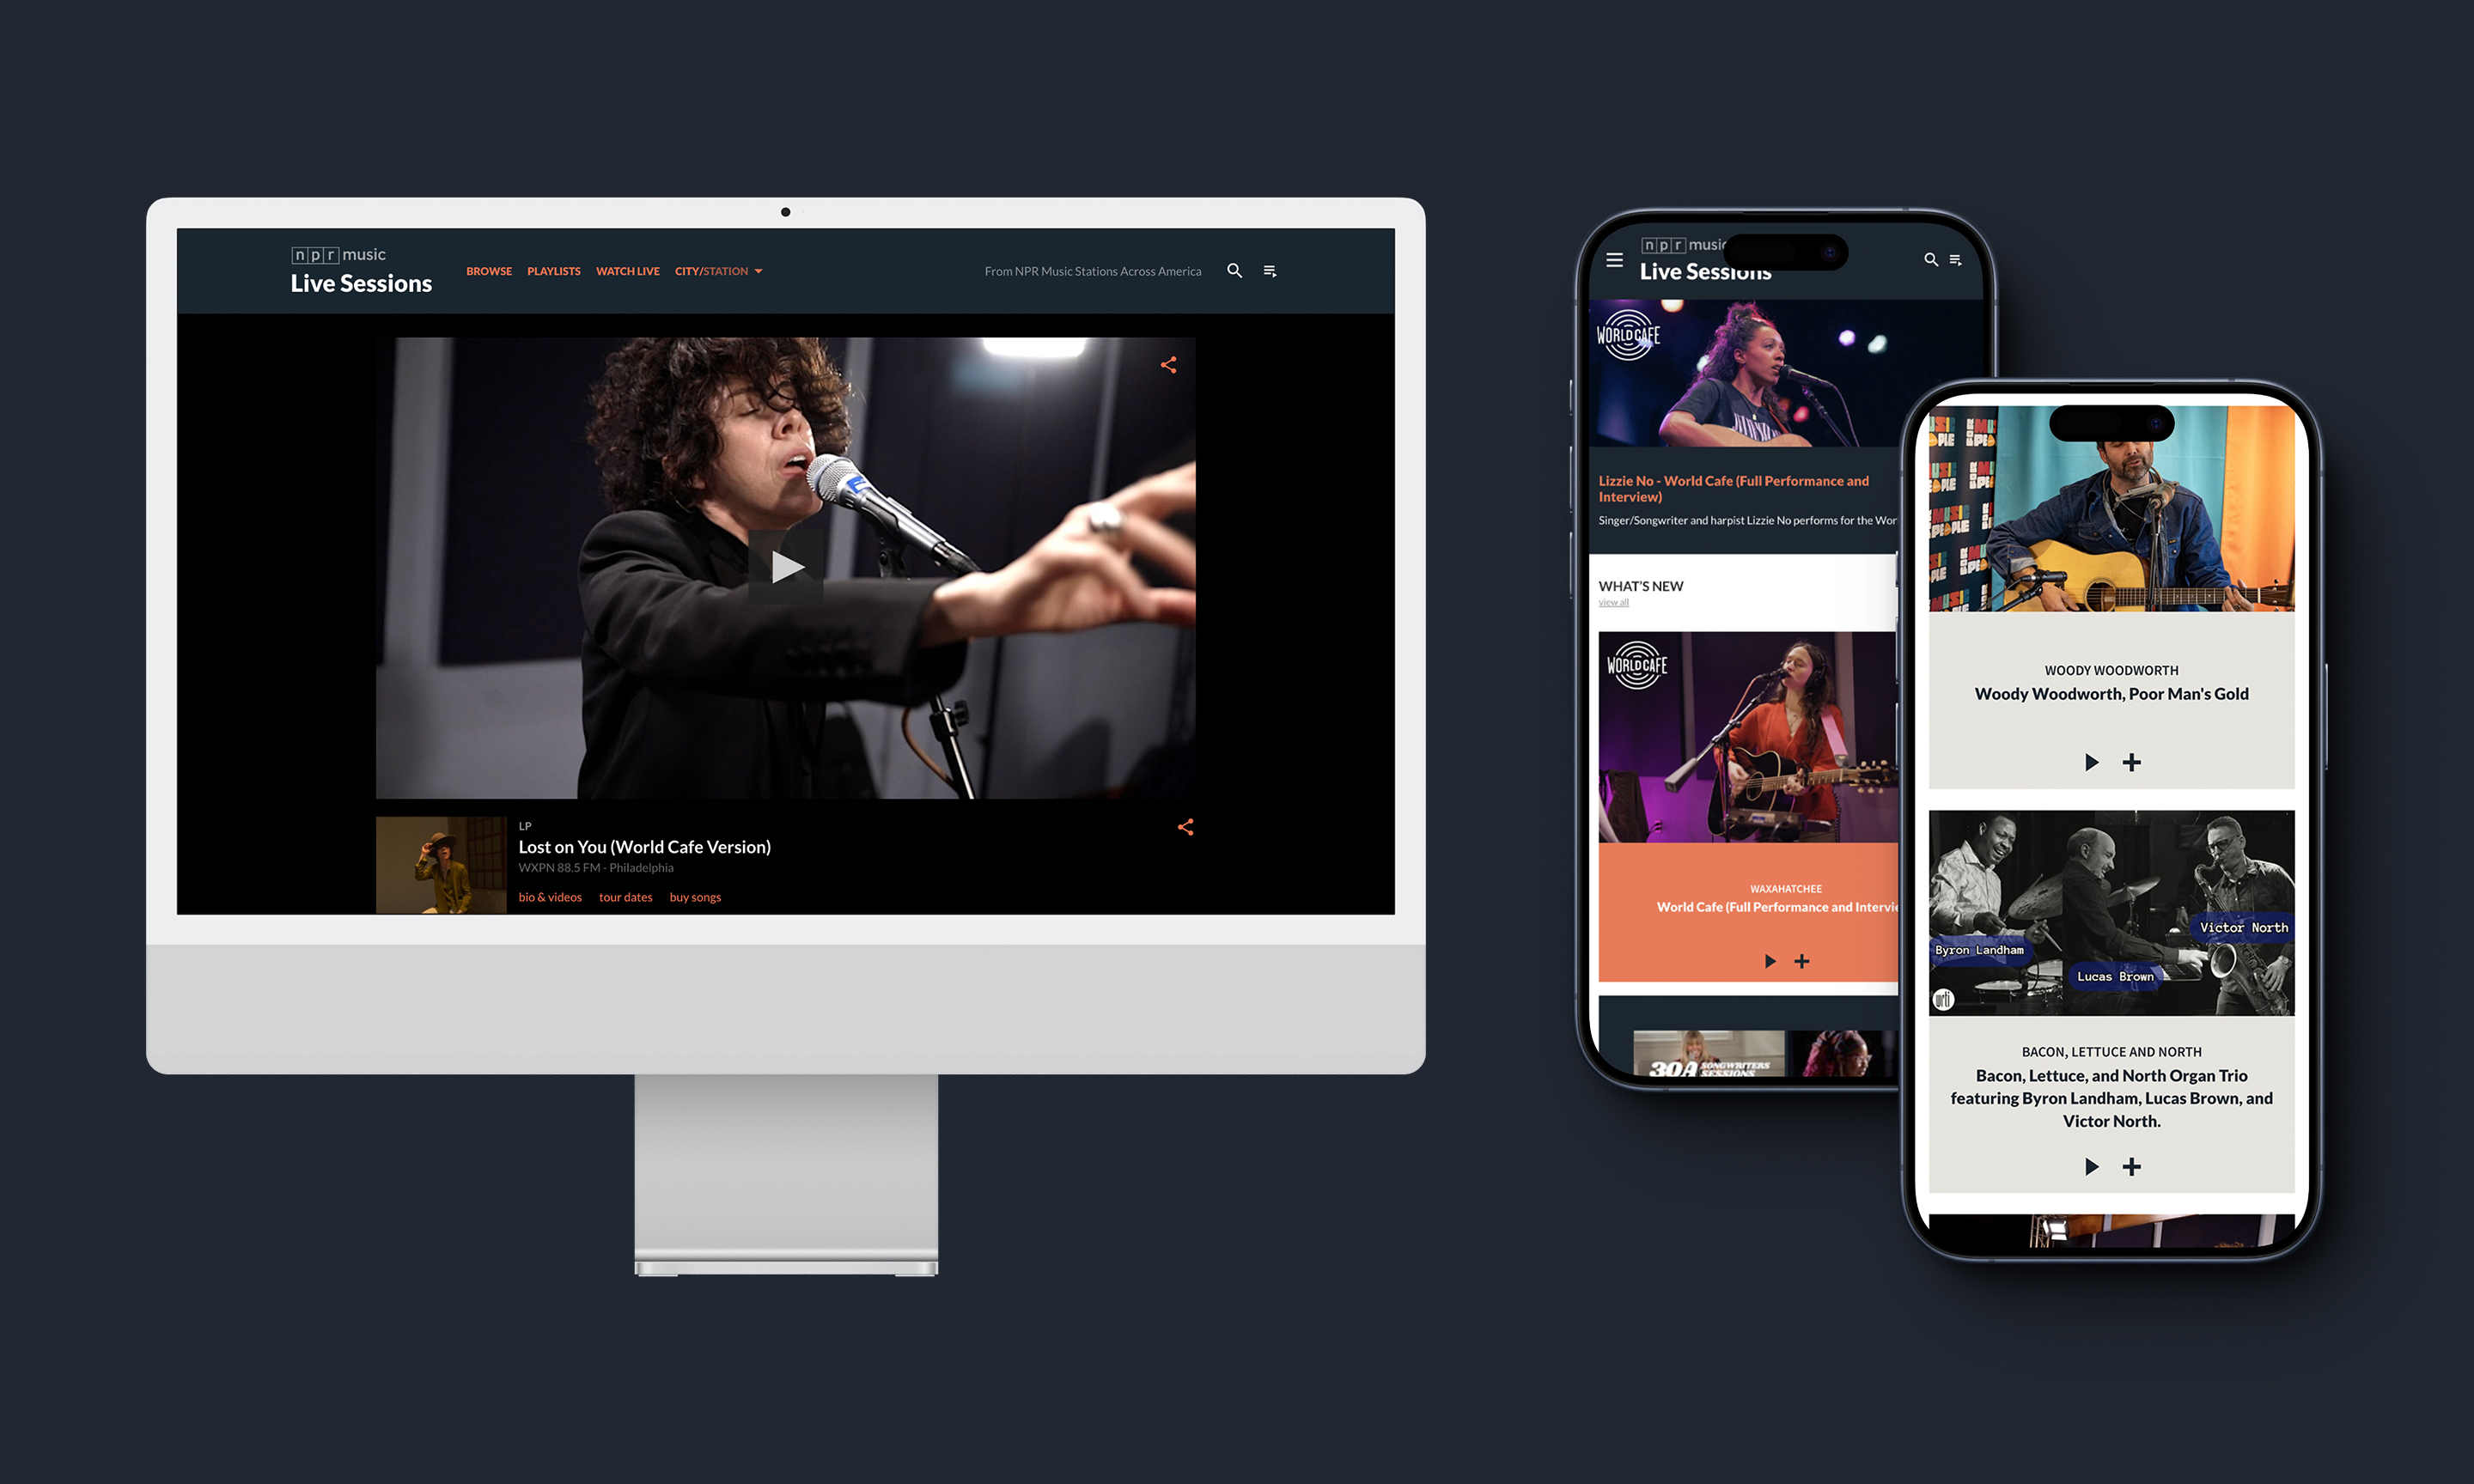 npr music
Live Sessions
BROWSE PLAYLISTS WATCH LIVE CITY/STATION
From NPR Music Stations Across America
LP
Lost on You (World Cafe Version)
WXPN 88.5 FM - Philadelphia
bio & videos tour dates buy songs
npr music
Live Sessions
WORLD CAFE
Lizzie No - World Cafe (Full Performance and
Interview)
Singer/Songwriter and harpist Lizzie No performs for the Wor
WHAT'S NEW
view all
WORLD CAFE
WAXAHATCHEE
World Cafe (Full Performance and Intervie
30A SONGWRITERS
SESSIONS
WOODY WOODWORTH
Woody Woodworth, Poor Man's Gold
Victor North
Byron Landham
Lucas Brown
wrti
BACON, LETTUCE AND NORTH
Bacon, Lettuce, and North Organ Trio
featuring Byron Landham, Lucas Brown, and
Victor North.